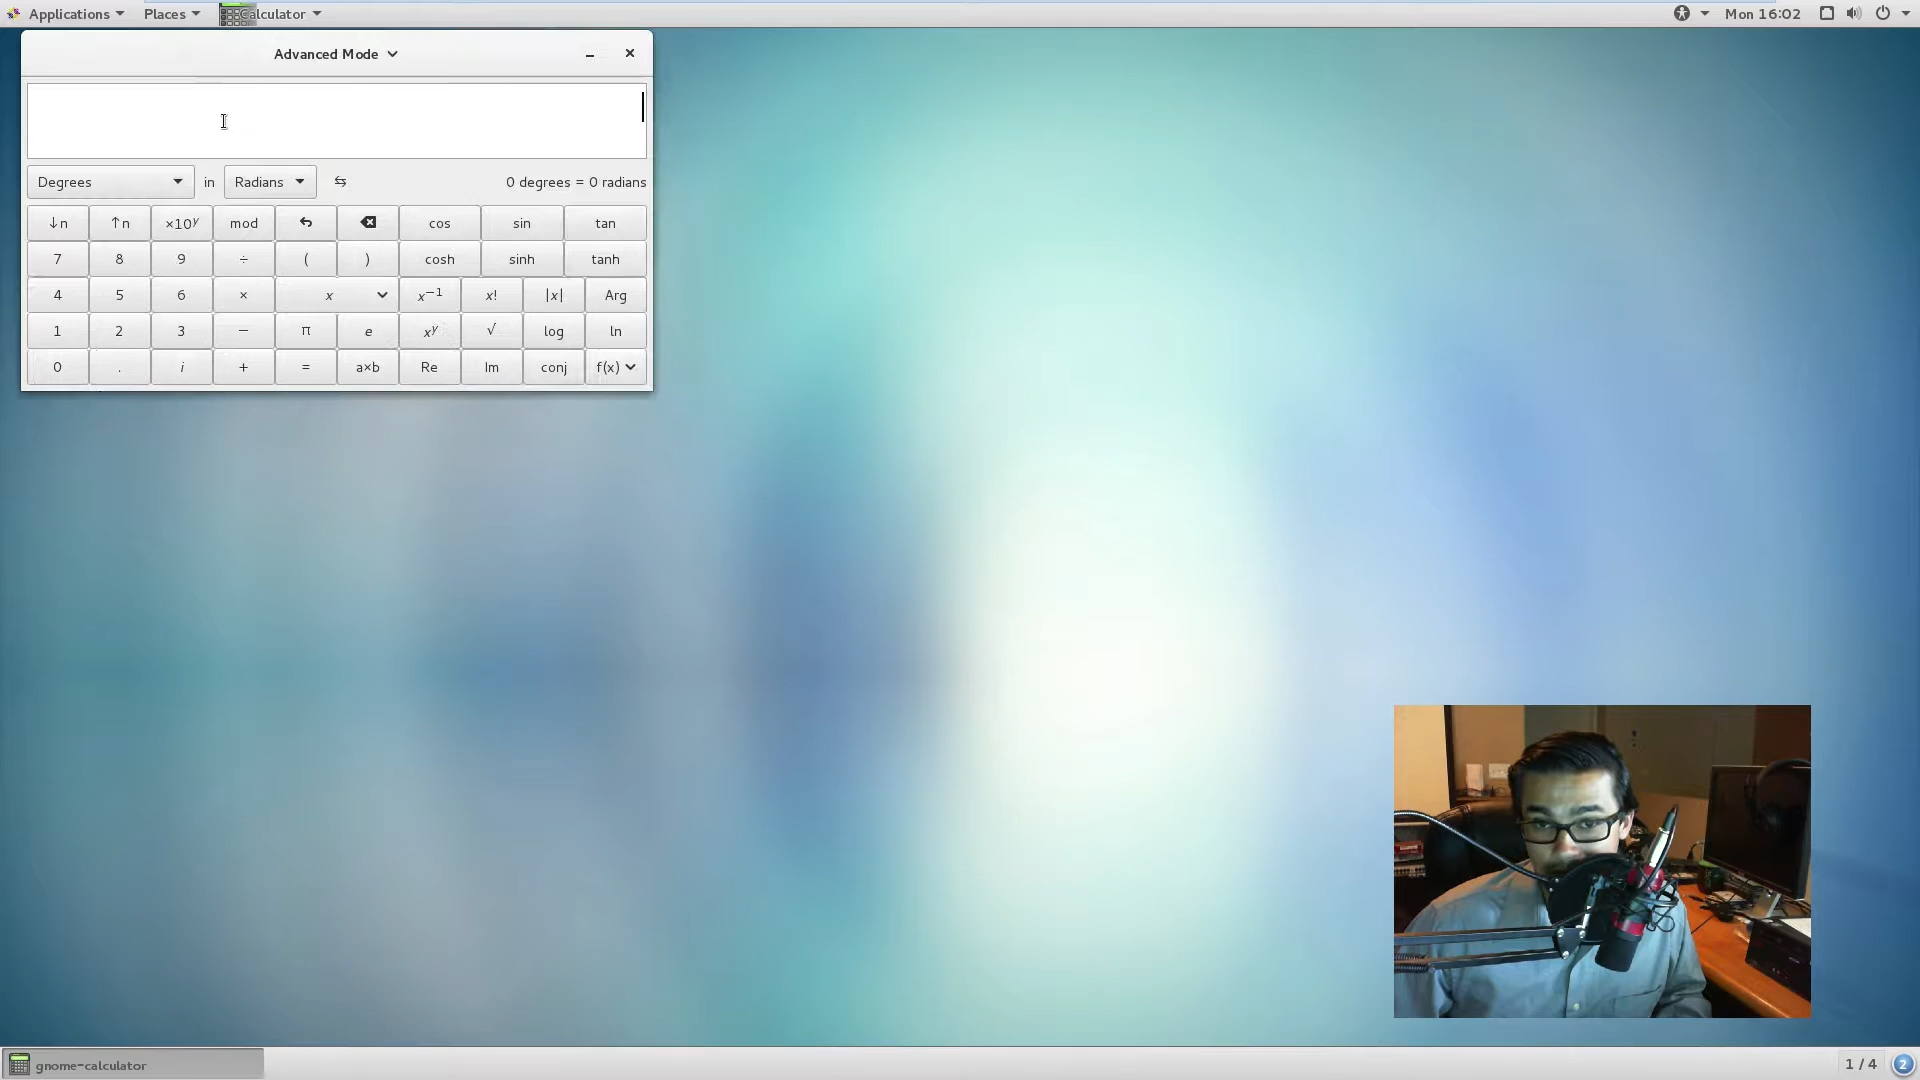 Applications Places Calculator Mon 16:02
Advanced Mode
Degrees in Radians 0 degrees = 0 radians
↓n ↑n ×10^y mod cos sin tan
7 8 9 ÷ ( ) cosh sinh tanh
4 5 6 × x x⁻¹ x! |x| Arg
1 2 3 − π e x^y √ log ln
0 . i + = a×b Re Im conj f(x)
gnome-calculator 1 / 4 2